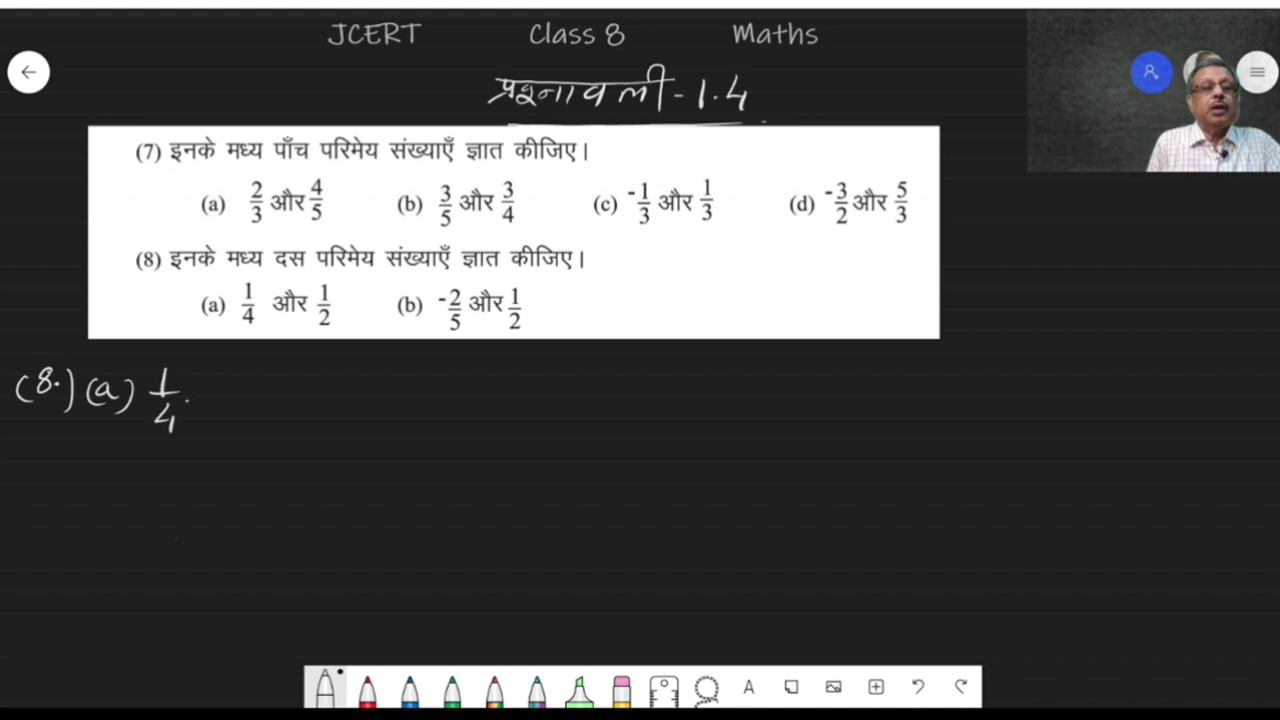 JCERT Class 8 Maths
प्रश्नावली - 1.4
(7) इनके मध्य पाँच परिमेय संख्याएँ ज्ञात कीजिए।
(a) 2/3 और 4/5 (b) 3/5 और 3/4 (c) -1/3 और 1/3 (d) -3/2 और 5/3
(8) इनके मध्य दस परिमेय संख्याएँ ज्ञात कीजिए।
(a) 1/4 और 1/2 (b) -2/5 और 1/2
(8.) (a) 1/4
A